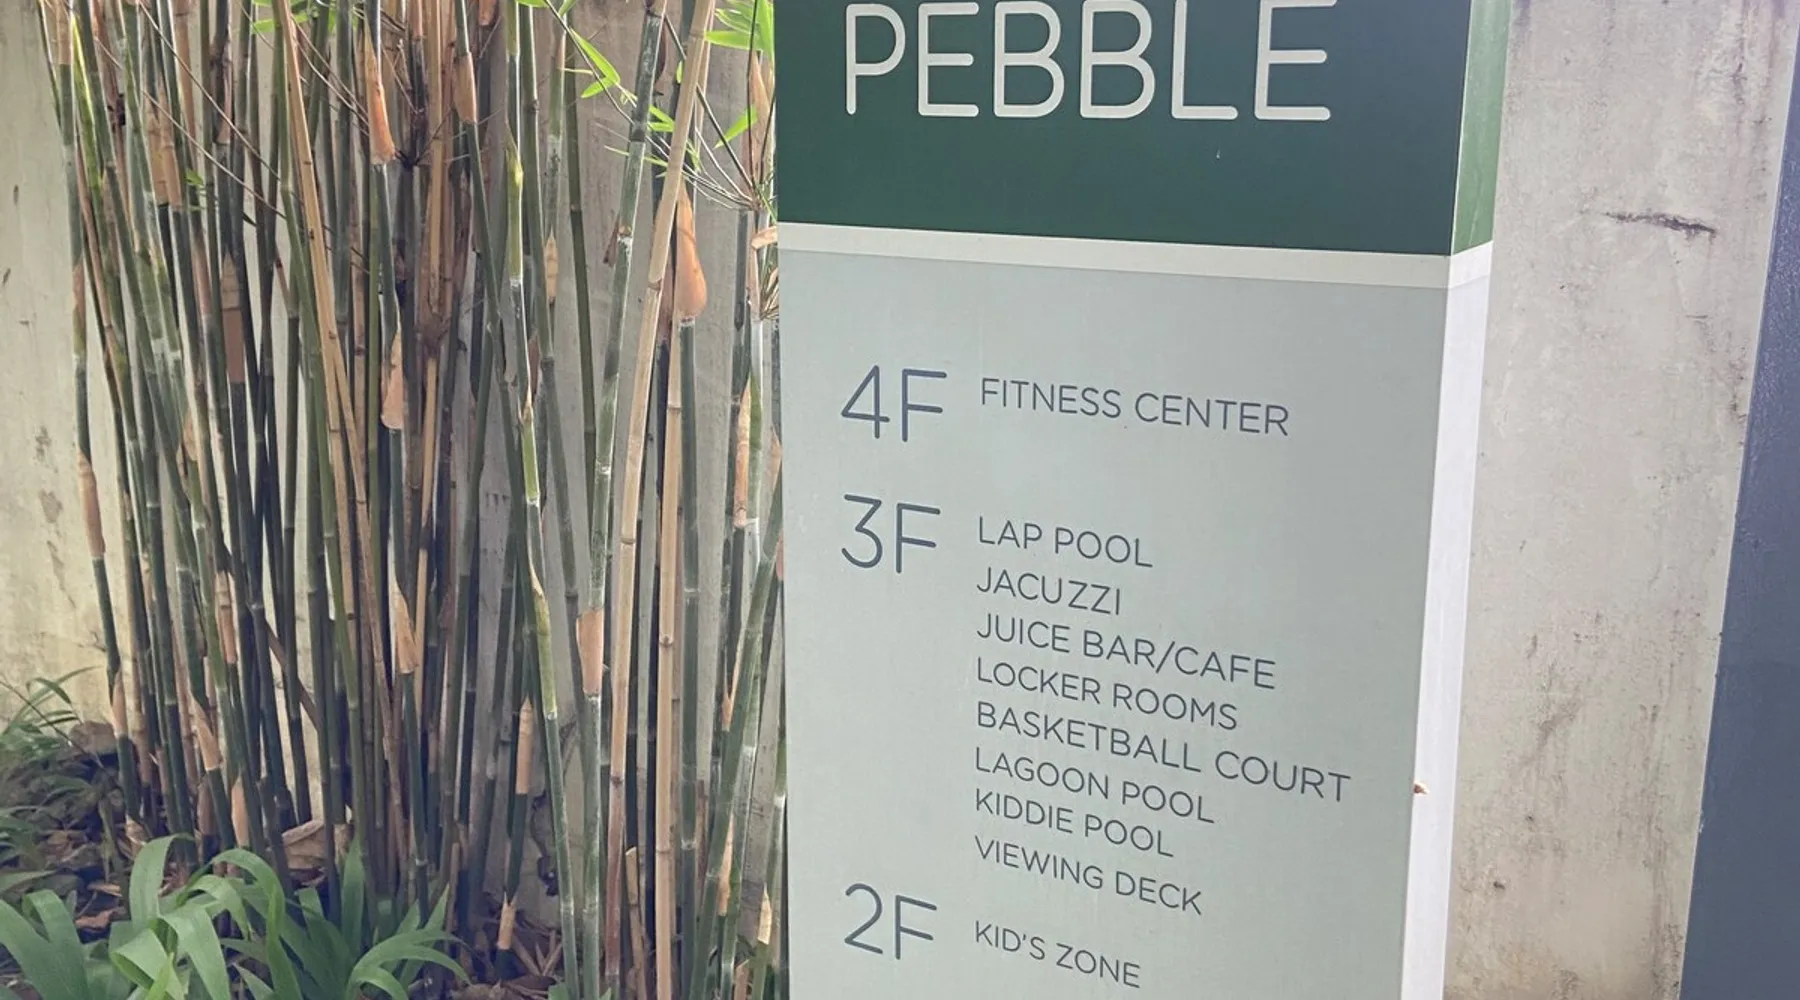 PEBBLE
4F FITNESS CENTER
3F LAP POOL
JACUZZI
JUICE BAR/CAFE
LOCKER ROOMS
BASKETBALL COURT
LAGOON POOL
KIDDIE POOL
VIEWING DECK
2F KID'S ZONE